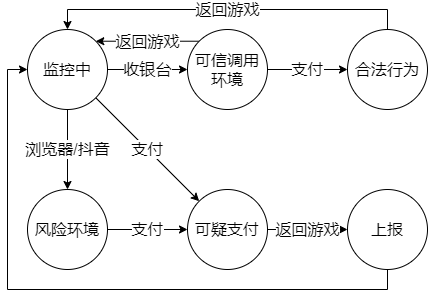 返回游戏
返回游戏
监控中
收银台
可信调用
环境
支付
合法行为
浏览器/抖音
支付
风险环境
支付
可疑支付
返回游戏
上报